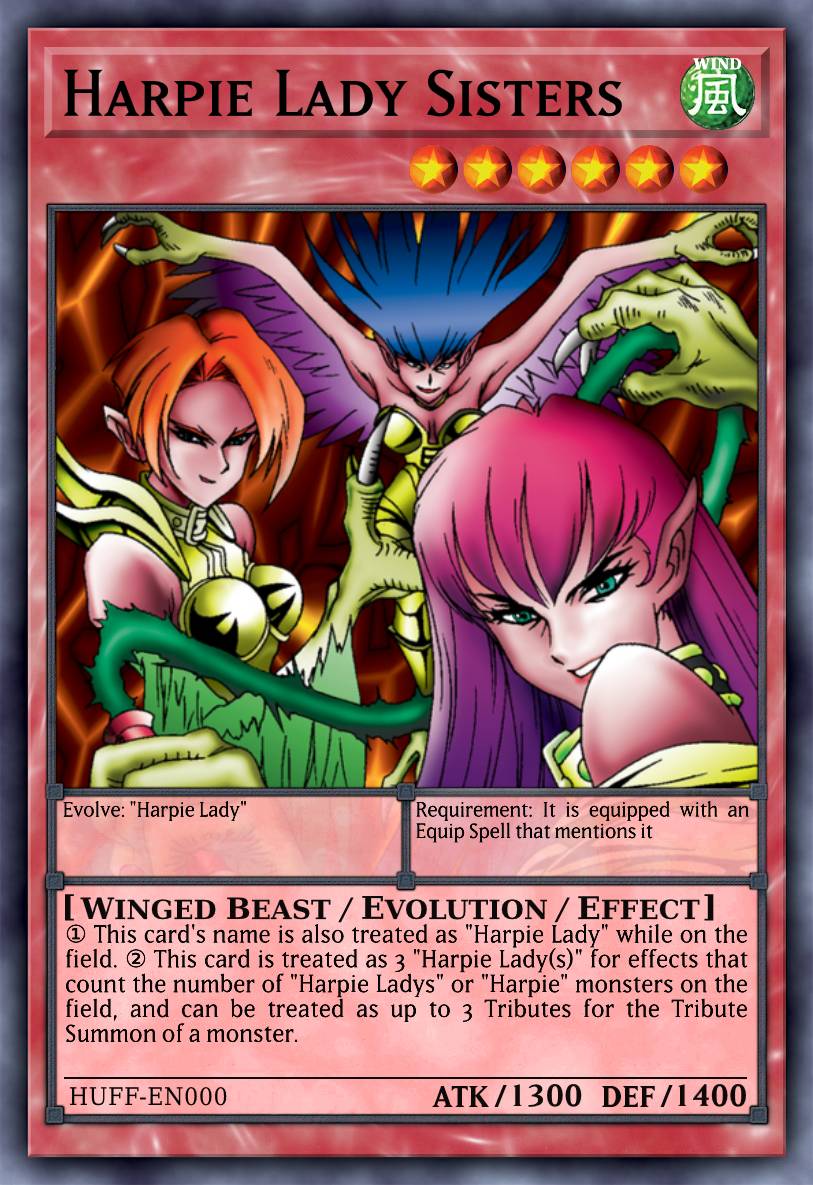 Harpie Lady Sisters
WIND
風
Evolve: "Harpie Lady"
Requirement: It is equipped with an
Equip Spell that mentions it
[ Winged Beast / Evolution / Effect ]
① This card's name is also treated as "Harpie Lady" while on the
field. ② This card is treated as 3 "Harpie Lady(s)" for effects that
count the number of "Harpie Ladys" or "Harpie" monsters on the
field, and can be treated as up to 3 Tributes for the Tribute
Summon of a monster.
HUFF-EN000 ATK/1300 DEF/1400